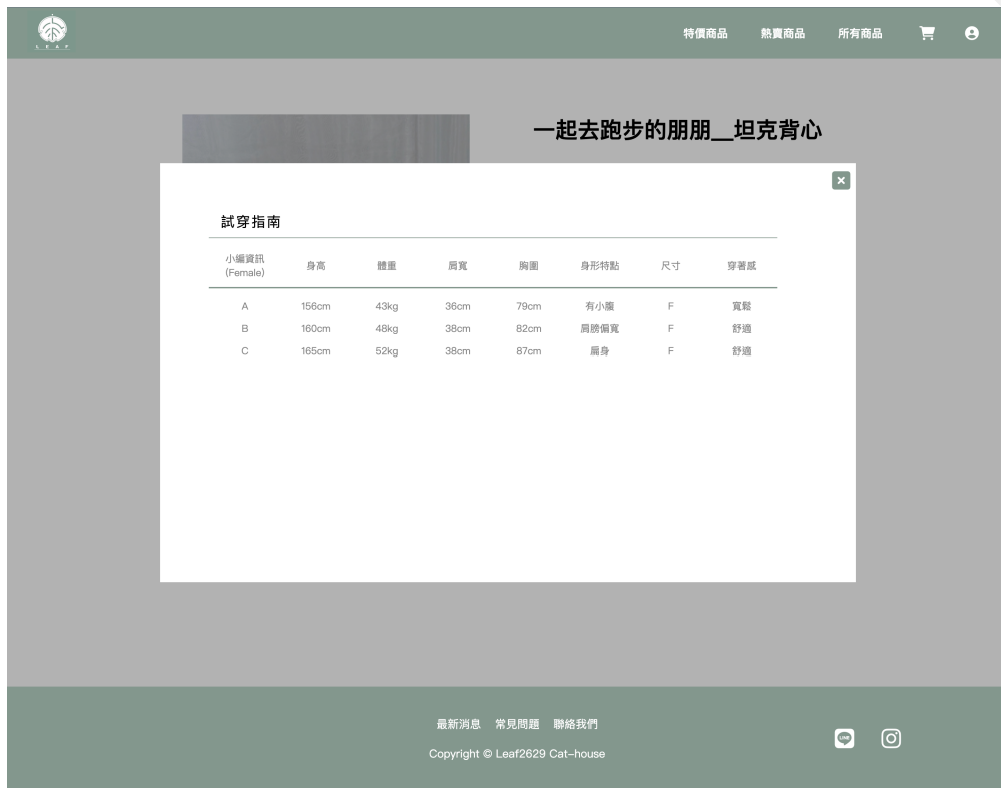 LEAF
特價商品 熱賣商品 所有商品
一起去跑步的朋朋__坦克背心
試穿指南
小編資訊
(Female) 身高 體重 肩寬 胸圍 身形特點 尺寸 穿著感
A 156cm 43kg 36cm 79cm 有小腹 F 寬鬆
B 160cm 48kg 38cm 82cm 肩膀偏寬 F 舒適
C 165cm 52kg 38cm 87cm 扁身 F 舒適
最新消息 常見問題 聯絡我們
LINE
Copyright © Leaf2629 Cat-house